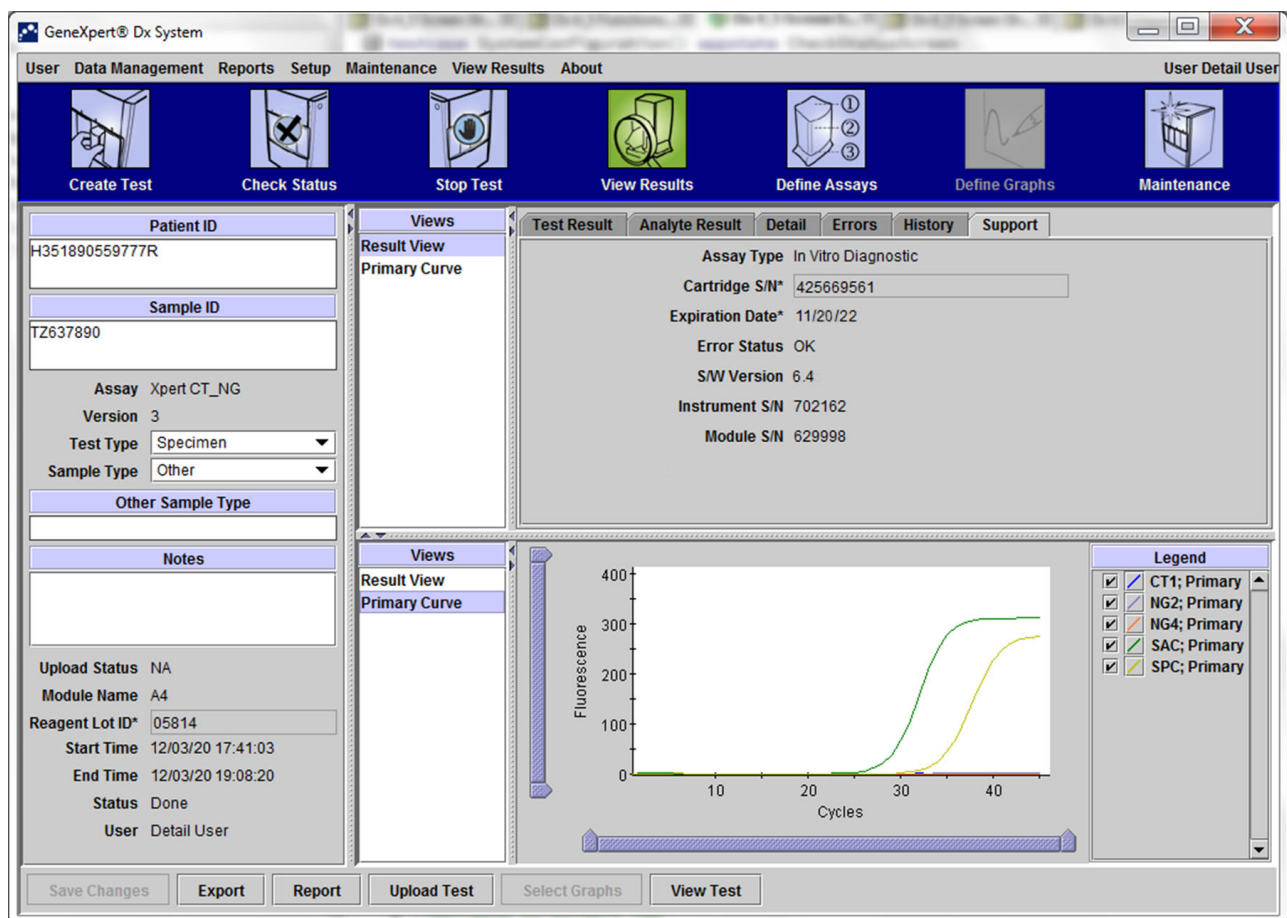 GeneXpert® Dx System
User Data Management Reports Setup Maintenance View Results About User Detail User
Create Test Check Status Stop Test View Results Define Assays Define Graphs Maintenance
①
②
③
Patient ID
H351890559777R
Sample ID
TZ637890
Assay Xpert CT_NG
Version 3
Test Type Specimen
Sample Type Other
Other Sample Type
Notes
Upload Status NA
Module Name A4
Reagent Lot ID* 05814
Start Time 12/03/20 17:41:03
End Time 12/03/20 19:08:20
Status Done
User Detail User
Views
Result View
Primary Curve
Test Result Analyte Result Detail Errors History Support
Assay Type In Vitro Diagnostic
Cartridge S/N* 425669561
Expiration Date* 11/20/22
Error Status OK
S/W Version 6.4
Instrument S/N 702162
Module S/N 629998
Views
Result View
Primary Curve
400
300
200
100
0
Fluorescence
10 20 30 40
Cycles
Legend
CT1; Primary
NG2; Primary
NG4; Primary
SAC; Primary
SPC; Primary
Save Changes Export Report Upload Test Select Graphs View Test